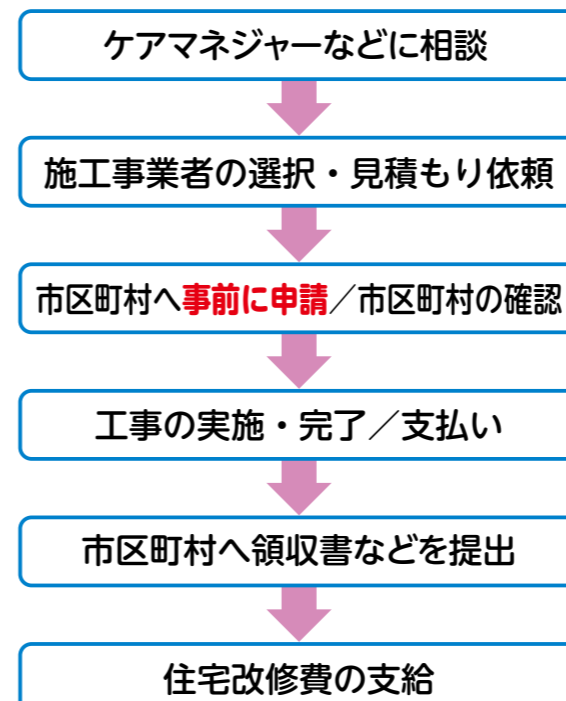 ケアマネジャーなどに相談
施工事業者の選択・見積もり依頼
市区町村へ事前に申請／市区町村の確認
工事の実施・完了／支払い
市区町村へ領収書などを提出
住宅改修費の支給